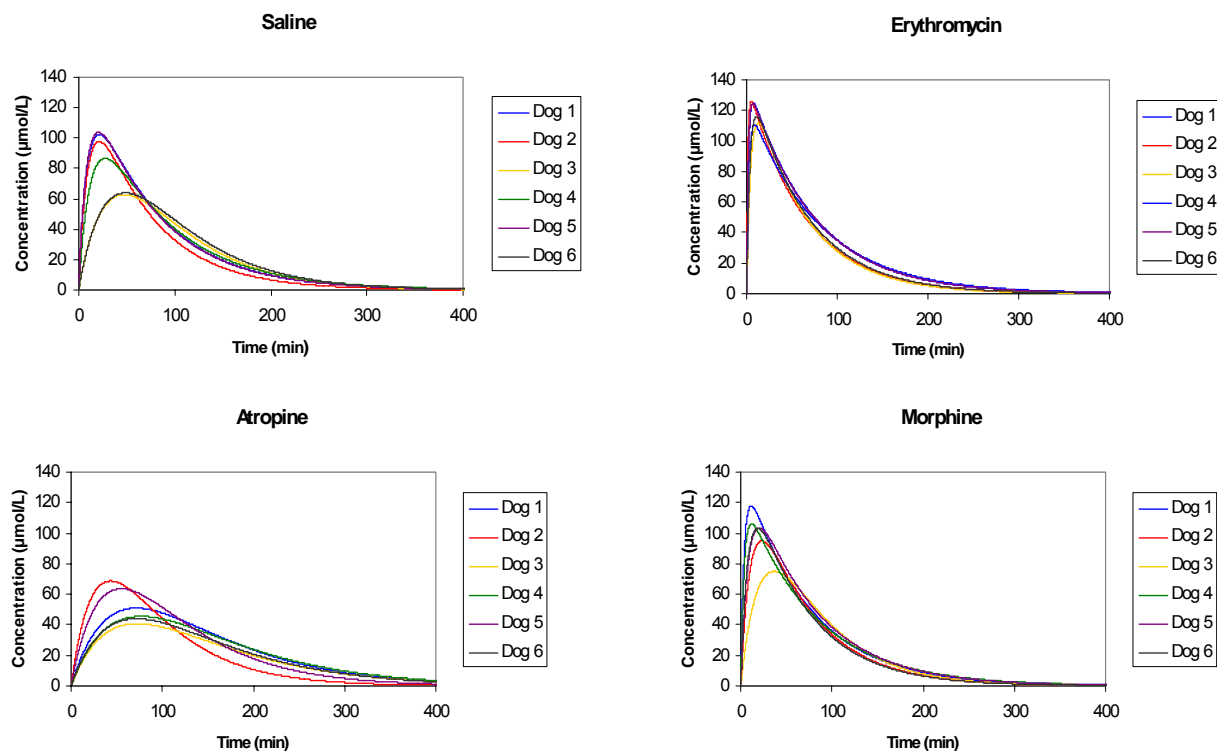 Saline
Concentration (µmol/L)
140
120
100
80
60
40
20
0
0 100 200 300 400
Time (min)
Dog 1
Dog 2
Dog 3
Dog 4
Dog 5
Dog 6
Erythromycin
Concentration (µmol/L)
140
120
100
80
60
40
20
0
0 100 200 300 400
Time (min)
Dog 1
Dog 2
Dog 3
Dog 4
Dog 5
Dog 6
Atropine
Concentration (µmol/L)
140
120
100
80
60
40
20
0
0 100 200 300 400
Time (min)
Dog 1
Dog 2
Dog 3
Dog 4
Dog 5
Dog 6
Morphine
Concentration (µmol/L)
140
120
100
80
60
40
20
0
0 100 200 300 400
Time (min)
Dog 1
Dog 2
Dog 3
Dog 4
Dog 5
Dog 6